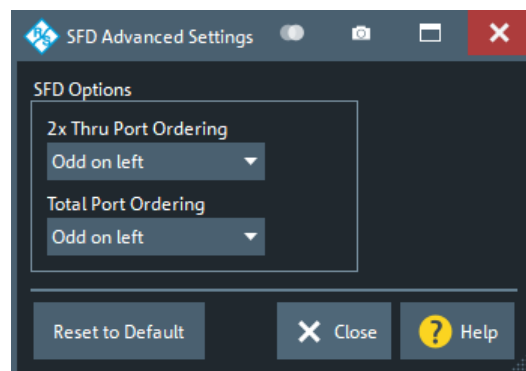 SFD Advanced Settings
SFD Options
2x Thru Port Ordering
Odd on left
Total Port Ordering
Odd on left
Reset to Default
Close
? Help